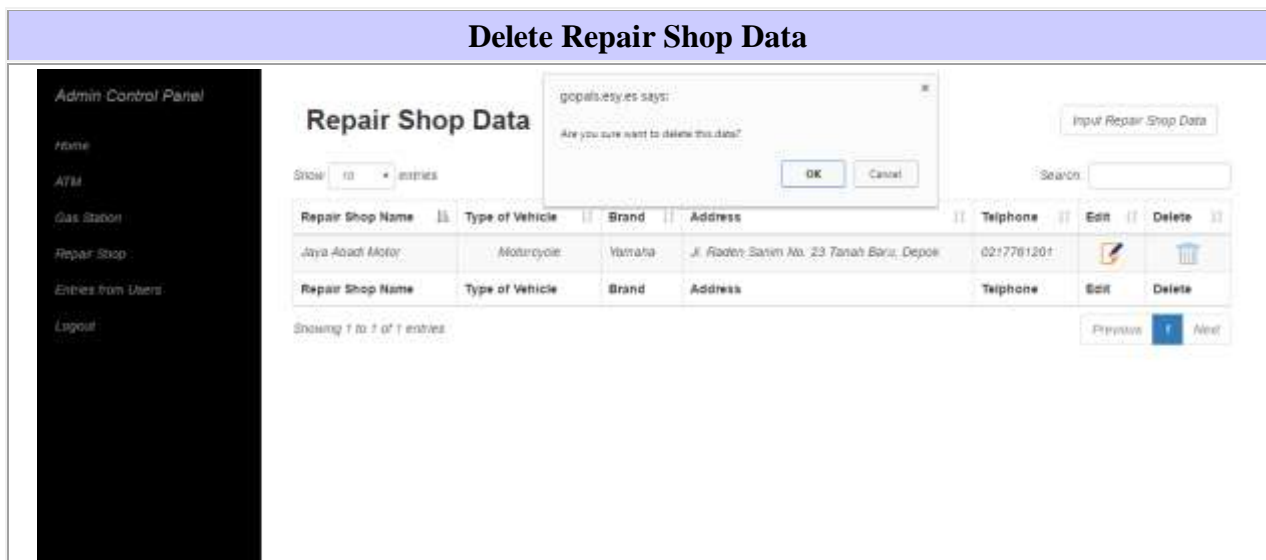 Delete Repair Shop Data
Admin Control Panel
Home
ATM
Gas Station
Repair Shop
Entries from Users
Logout
gopals.esy.es says:
Are you sure want to delete this data?
OK Cancel
Repair Shop Data
Input Repair Shop Data
Show 10 entries
Search:
Repair Shop Name Type of Vehicle Brand Address Telphone Edit Delete
Jaya Abadi Motor Motorcycle Yamaha Jl. Raden Sanim No. 23 Tanah Baru, Depok 0217761201
Repair Shop Name Type of Vehicle Brand Address Telphone Edit Delete
Showing 1 to 1 of 1 entries
Previous 1 Next